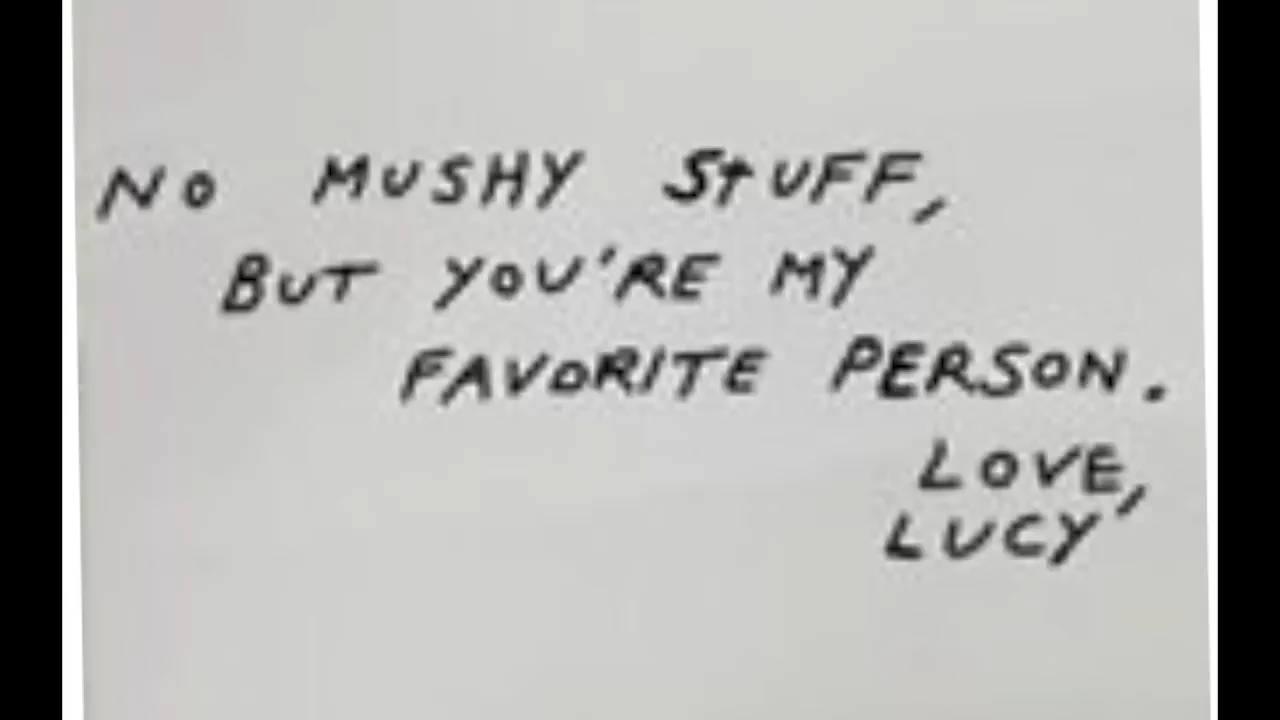 NO MUSHY STUFF,
BUT YOU'RE MY
FAVORITE PERSON.
LOVE,
LUCY